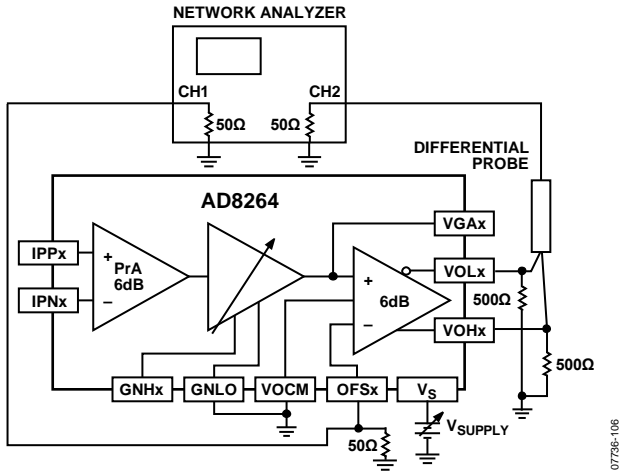 NETWORK ANALYZER
CH1
CH2
50Ω
50Ω
DIFFERENTIAL
PROBE
AD8264
VGAx
IPPx
+
PrA
6dB
–
IPNx
+
6dB
–
VOLx
500Ω
VOHx
500Ω
GNHx
GNLO
VOCM
OFSx
VS
50Ω
VSUPPLY
07736-106